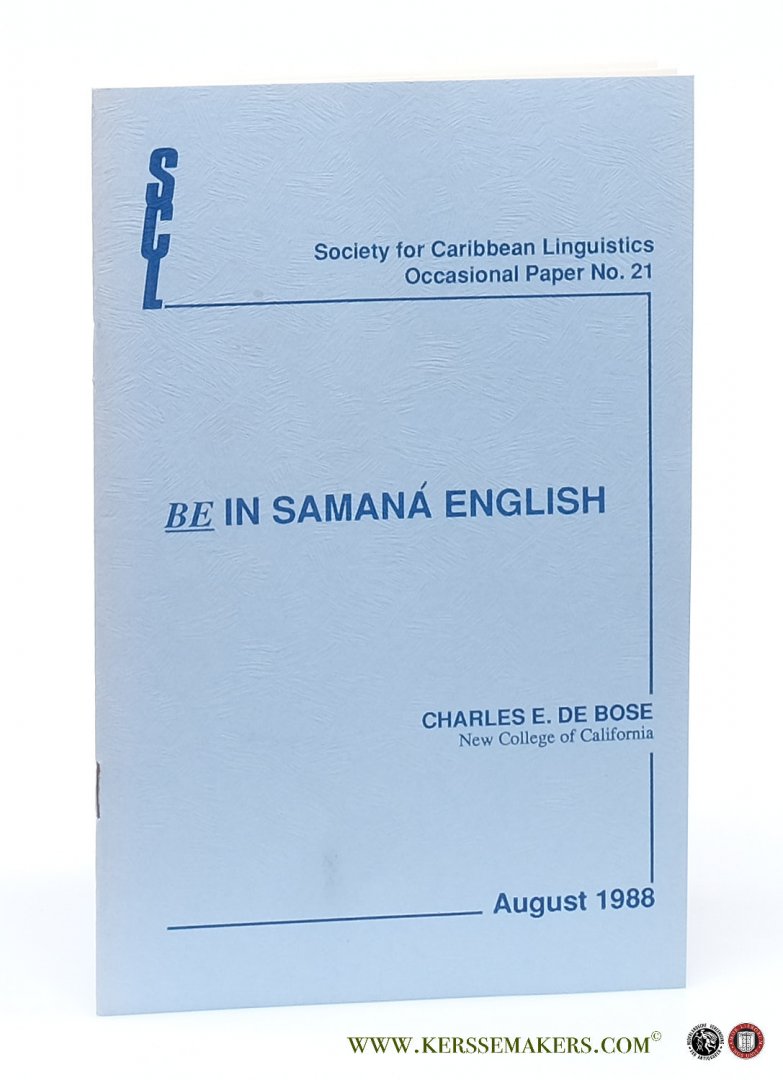 SCL
Society for Caribbean Linguistics
Occasional Paper No. 21
BE IN SAMANÁ ENGLISH
CHARLES E. DE BOSE
New College of California
August 1988
WWW.KERSSEMAKERS.COM©